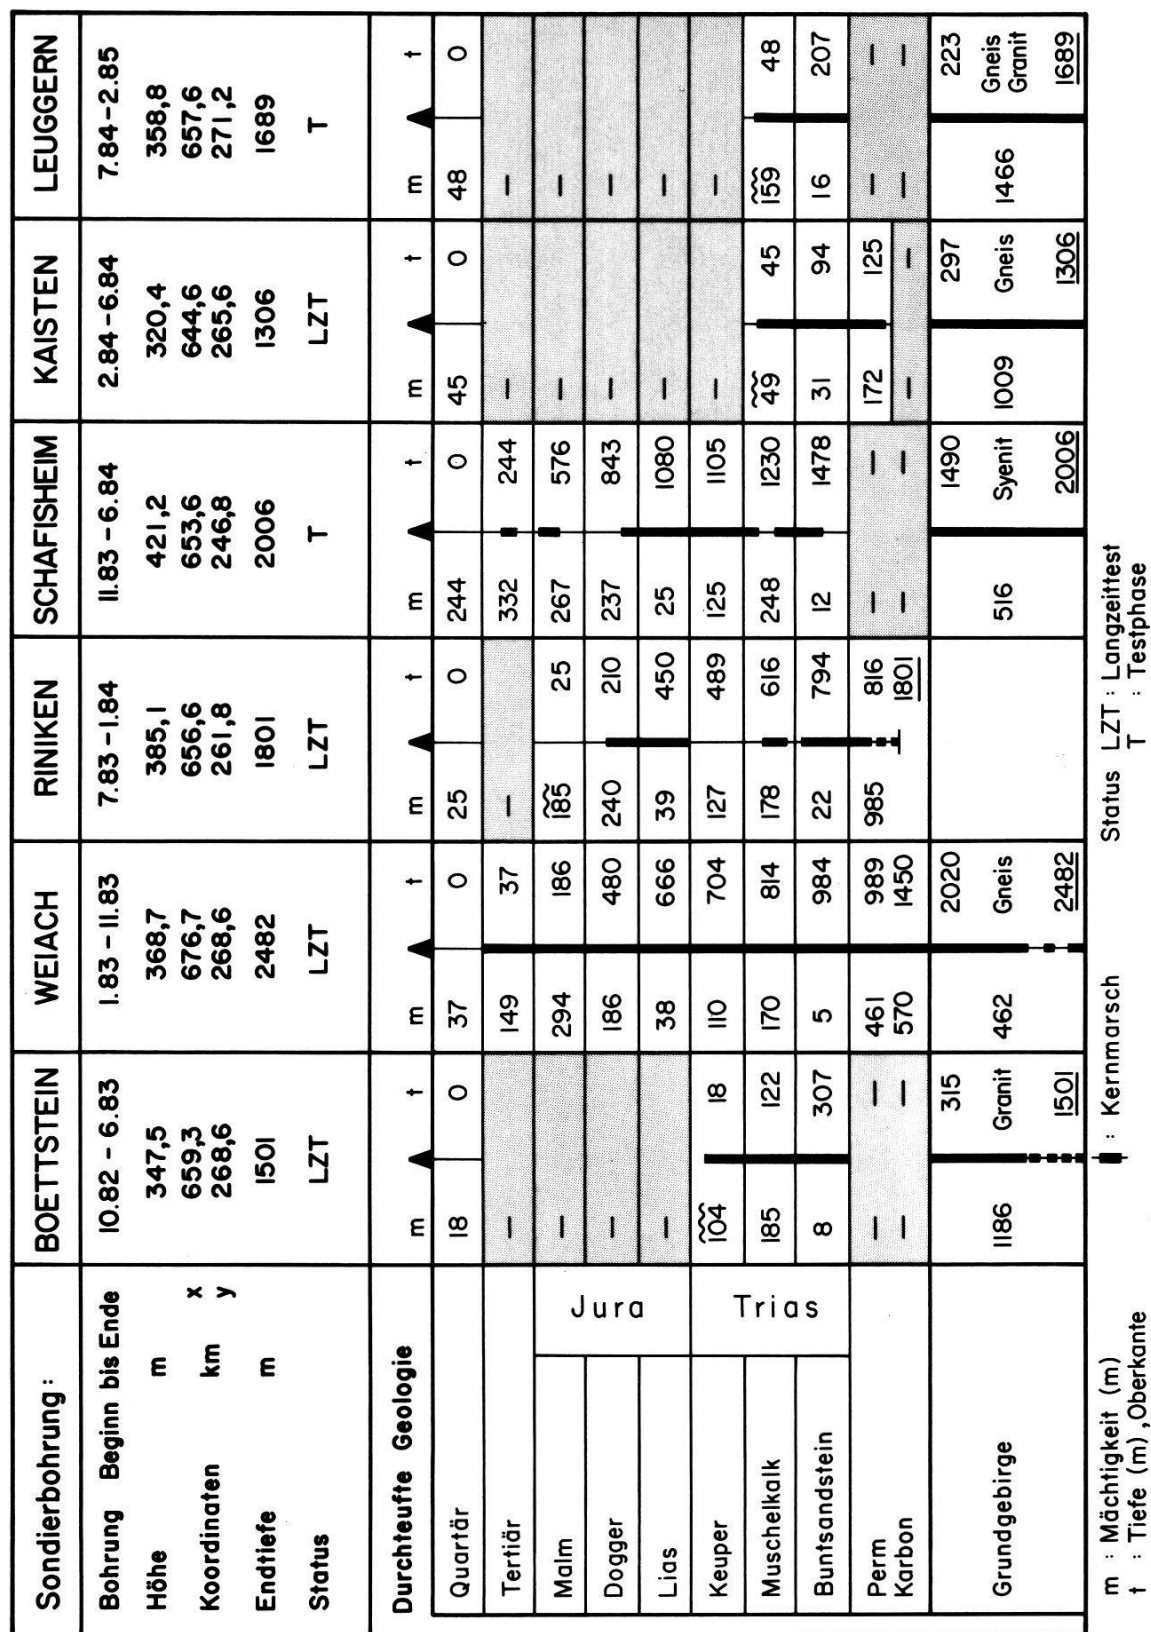 Sondierbohrung: BOETTSTEIN WEIACH RINIKEN SCHAFISHEIM KAISTEN LEUGGERN
Bohrung Beginn bis Ende 10.82 - 6.83 1.83 - 11.83 7.83 - 1.84 11.83 - 6.84 2.84 - 6.84 7.84 - 2.85
Höhe m 347,5 368,7 385,1 421,2 320,4 358,8
Koordinaten km x 659,3 676,7 656,6 653,6 644,6 657,6
y 268,6 268,6 261,8 246,8 265,6 271,2
Endtiefe m 1501 2482 1801 2006 1306 1689
Status LZT LZT LZT T LZT T
Durchteufte Geologie m t m t m t m t m t m t
Quartär 18 0 37 0 25 0 244 0 45 0 48 0
Tertiär — 149 37 — 332 244 — —
Jura
Malm — 294 186 ~185 25 267 576 — —
Dogger — 186 480 240 210 237 843 — —
Lias — 38 666 39 450 25 1080 — —
Trias
Keuper ~104 18 110 704 127 489 125 1105 — —
Muschelkalk 185 122 170 814 178 616 248 1230 ~49 45 ~159 48
Buntsandstein 8 307 5 984 22 794 12 1478 31 94 16 207
Perm — — 461 989 985 816 — — 172 125 — —
Karbon — — 570 1450 1801 — — — — — —
315 2020 1490 297 223
Grundgebirge 1186 Granit 462 Gneis 516 Syenit 1009 Gneis 1466 Gneis
Granit
1501 2482 2006 1306 1689
m : Mächtigkeit (m) : Kernmarsch Status LZT : Langzeittest
t : Tiefe (m), Oberkante T : Testphase